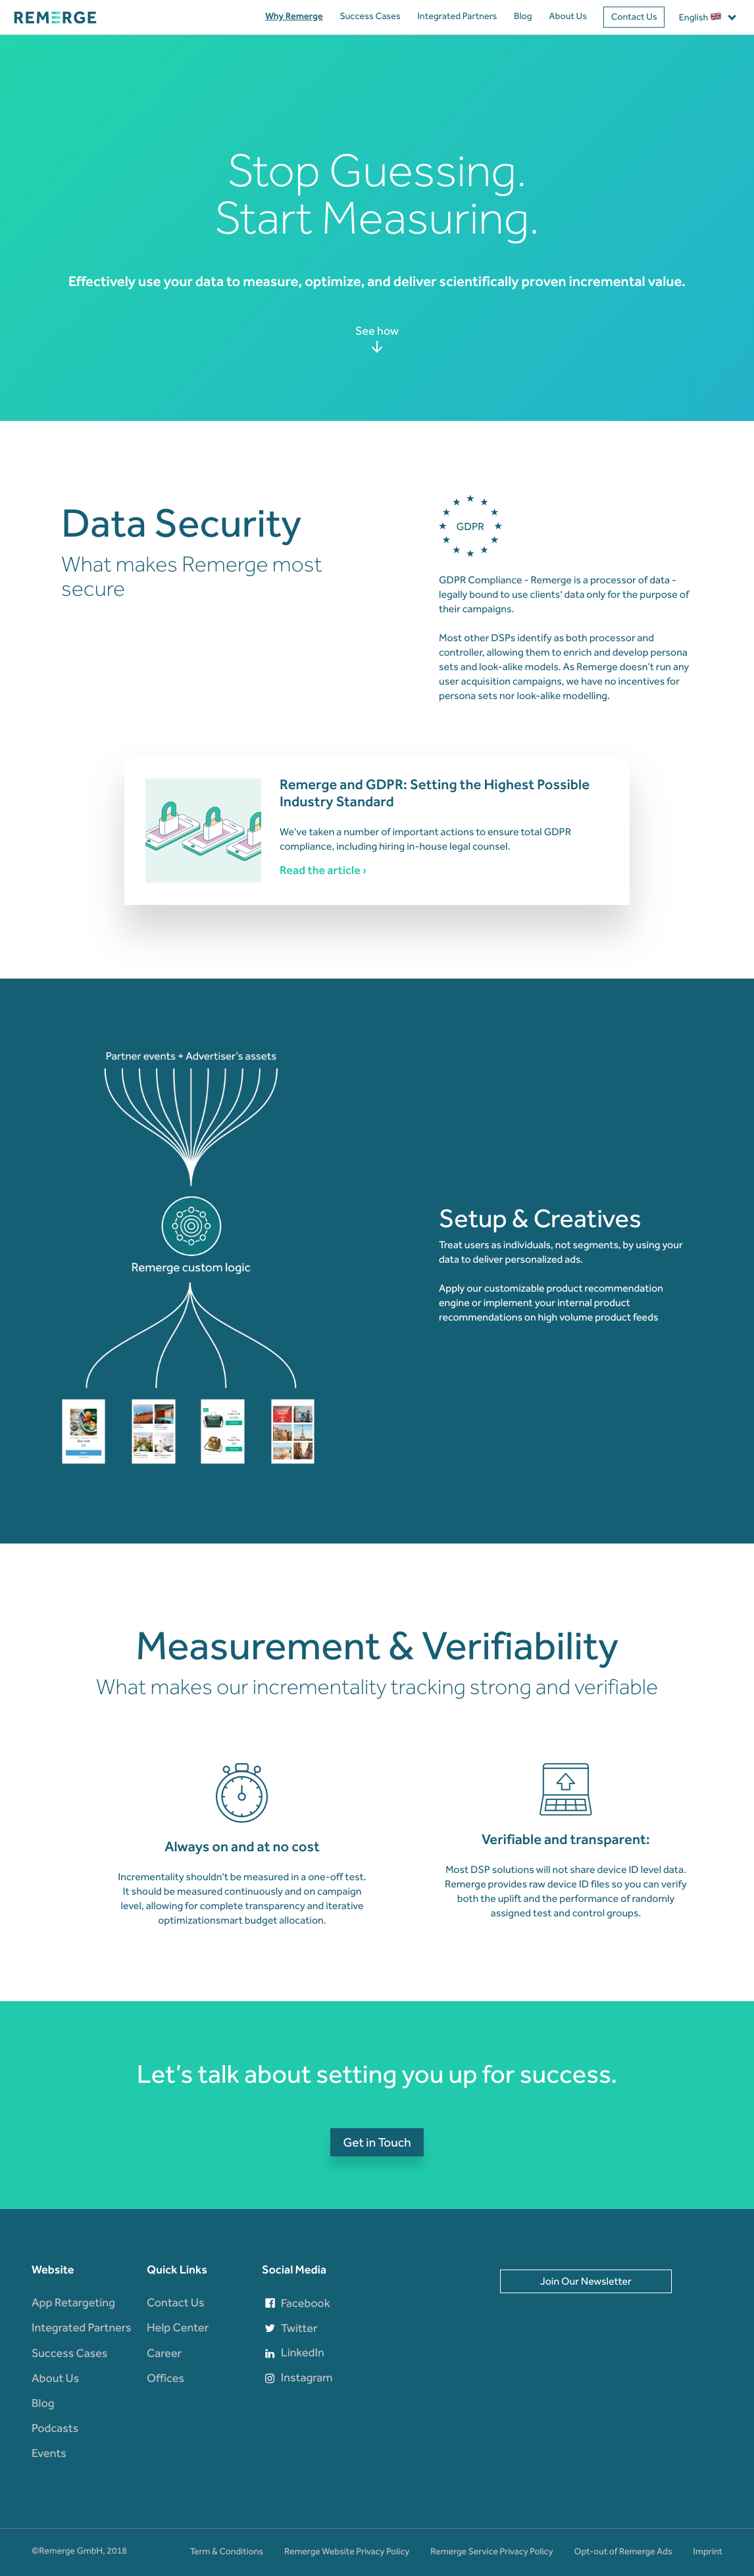 REMERGE
Why Remerge
Success Cases
Integrated Partners
Blog
About Us
Contact Us
English
Stop Guessing.
Start Measuring.
Effectively use your data to measure, optimize, and deliver scientifically proven incremental value.
See how
Data Security
What makes Remerge most
secure
GDPR
GDPR Compliance - Remerge is a processor of data -
legally bound to use clients' data only for the purpose of
their campaigns.
Most other DSPs identify as both processor and
controller, allowing them to enrich and develop persona
sets and look-alike models. As Remerge doesn't run any
user acquisition campaigns, we have no incentives for
persona sets nor look-alike modelling.
Remerge and GDPR: Setting the Highest Possible
Industry Standard
We've taken a number of important actions to ensure total GDPR
compliance, including hiring in-house legal counsel.
Read the article ›
Partner events + Advertiser's assets
Remerge custom logic
Setup & Creatives
Treat users as individuals, not segments, by using your
data to deliver personalized ads.
Apply our customizable product recommendation
engine or implement your internal product
recommendations on high volume product feeds
Measurement & Verifiability
What makes our incrementality tracking strong and verifiable
Always on and at no cost
Incrementality shouldn't be measured in a one-off test.
It should be measured continuously and on campaign
level, allowing for complete transparency and iterative
optimizationsmart budget allocation.
Verifiable and transparent:
Most DSP solutions will not share device ID level data.
Remerge provides raw device ID files so you can verify
both the uplift and the performance of randomly
assigned test and control groups.
Let's talk about setting you up for success.
Get in Touch
Website
App Retargeting
Integrated Partners
Success Cases
About Us
Blog
Podcasts
Events
Quick Links
Contact Us
Help Center
Career
Offices
Social Media
Facebook
Twitter
LinkedIn
Instagram
Join Our Newsletter
©Remerge GmbH, 2018
Term & Conditions
Remerge Website Privacy Policy
Remerge Service Privacy Policy
Opt-out of Remerge Ads
Imprint